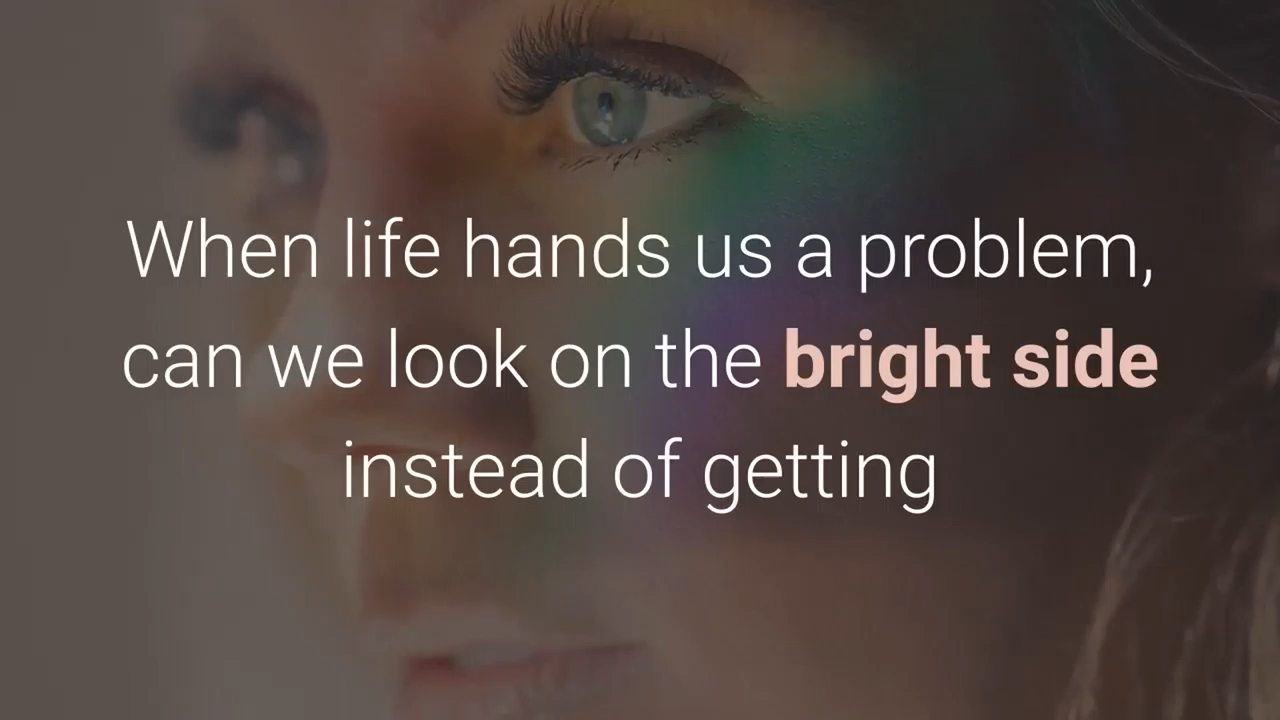 When life hands us a problem,
can we look on the bright side
instead of getting